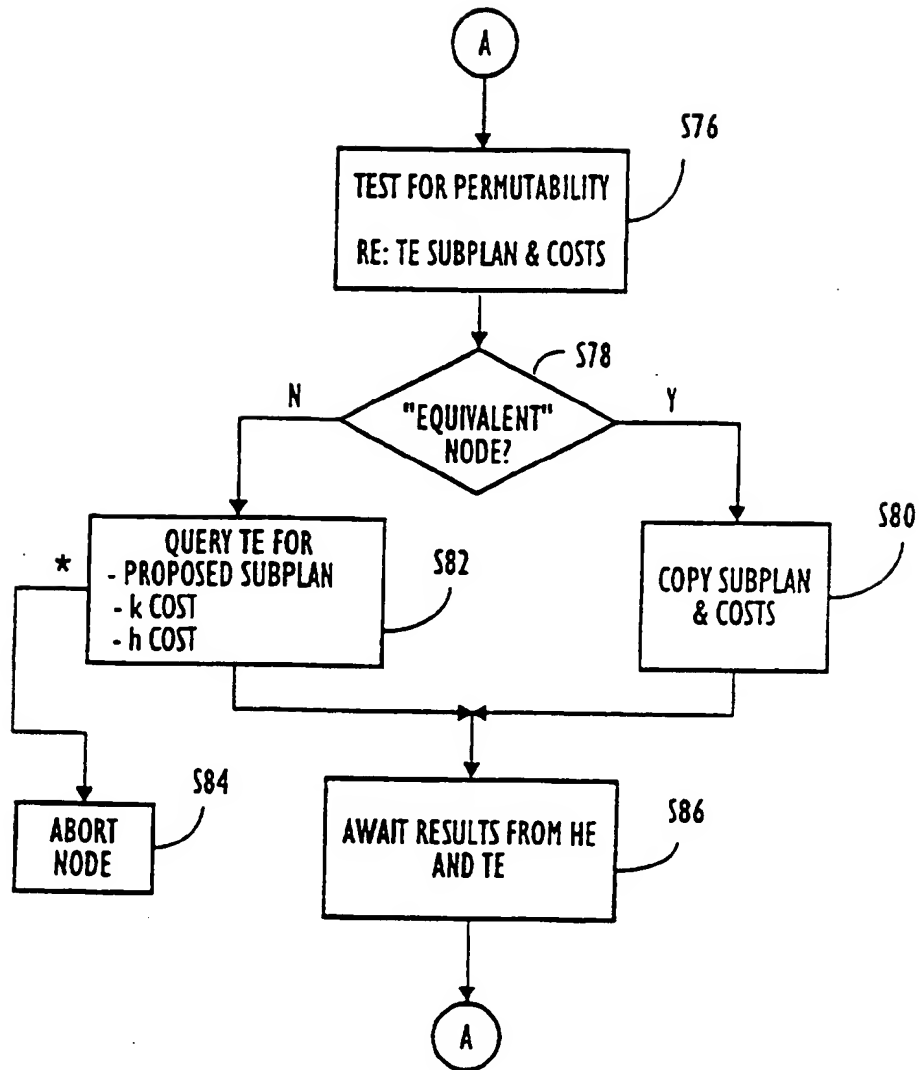 A
S76
TEST FOR PERMUTABILITY
RE: TE SUBPLAN & COSTS
S78
N
Y
"EQUIVALENT"
NODE?
S80
*
QUERY TE FOR
- PROPOSED SUBPLAN
- k COST
- h COST
S82
COPY SUBPLAN
& COSTS
S84
ABORT
NODE
S86
AWAIT RESULTS FROM HE
AND TE
A